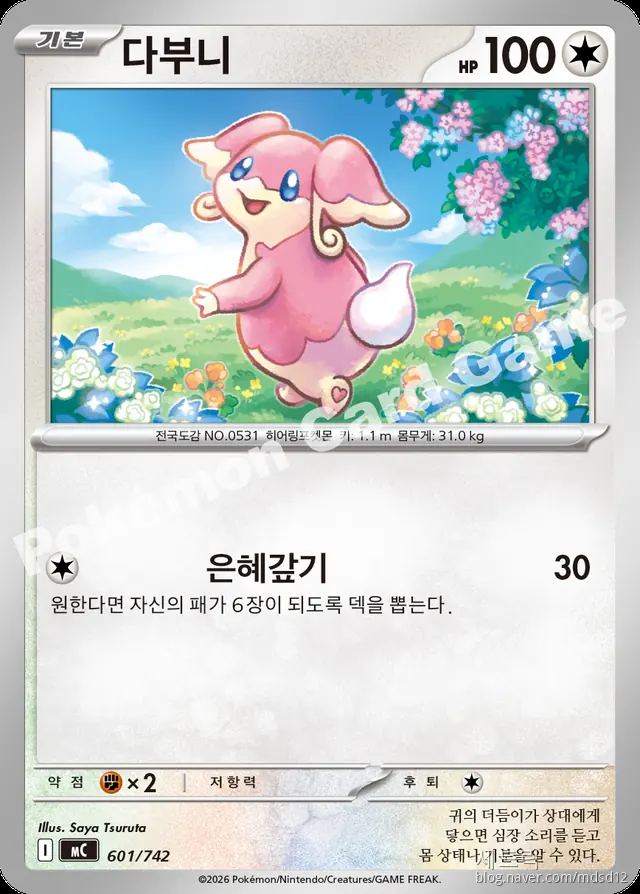 기본 다부니 HP 100
전국도감 NO.0531 히어링포켓몬 키: 1.1 m 몸무게: 31.0 kg
Pokémon Card Game
은혜갚기 30
원한다면 자신의 패가 6장이 되도록 덱을 뽑는다.
약점 ×2 저항력 후퇴
Illus. Saya Tsuruta
I MC 601/742
귀의 더듬이가 상대에게
닿으면 심장 소리를 듣고
몸 상태나 기분을 알 수 있다.
blog.naver.com/mdsd12
©2026 Pokémon/Nintendo/Creatures/GAME FREAK.